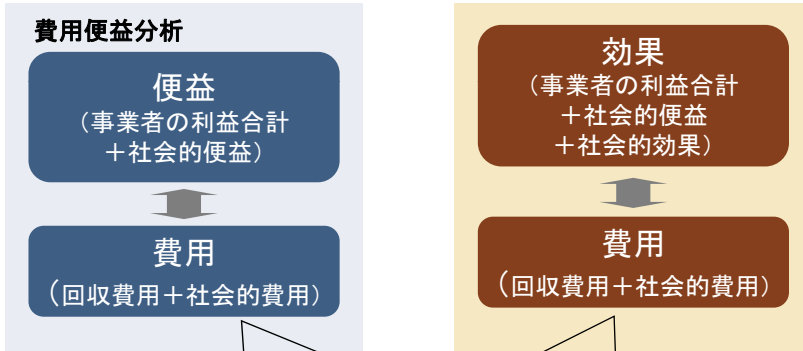 費用便益分析
便益
（事業者の利益合計
＋社会的便益）
費用
（回収費用＋社会的費用）
効果
（事業者の利益合計
＋社会的便益
＋社会的効果）
費用
（回収費用＋社会的費用）